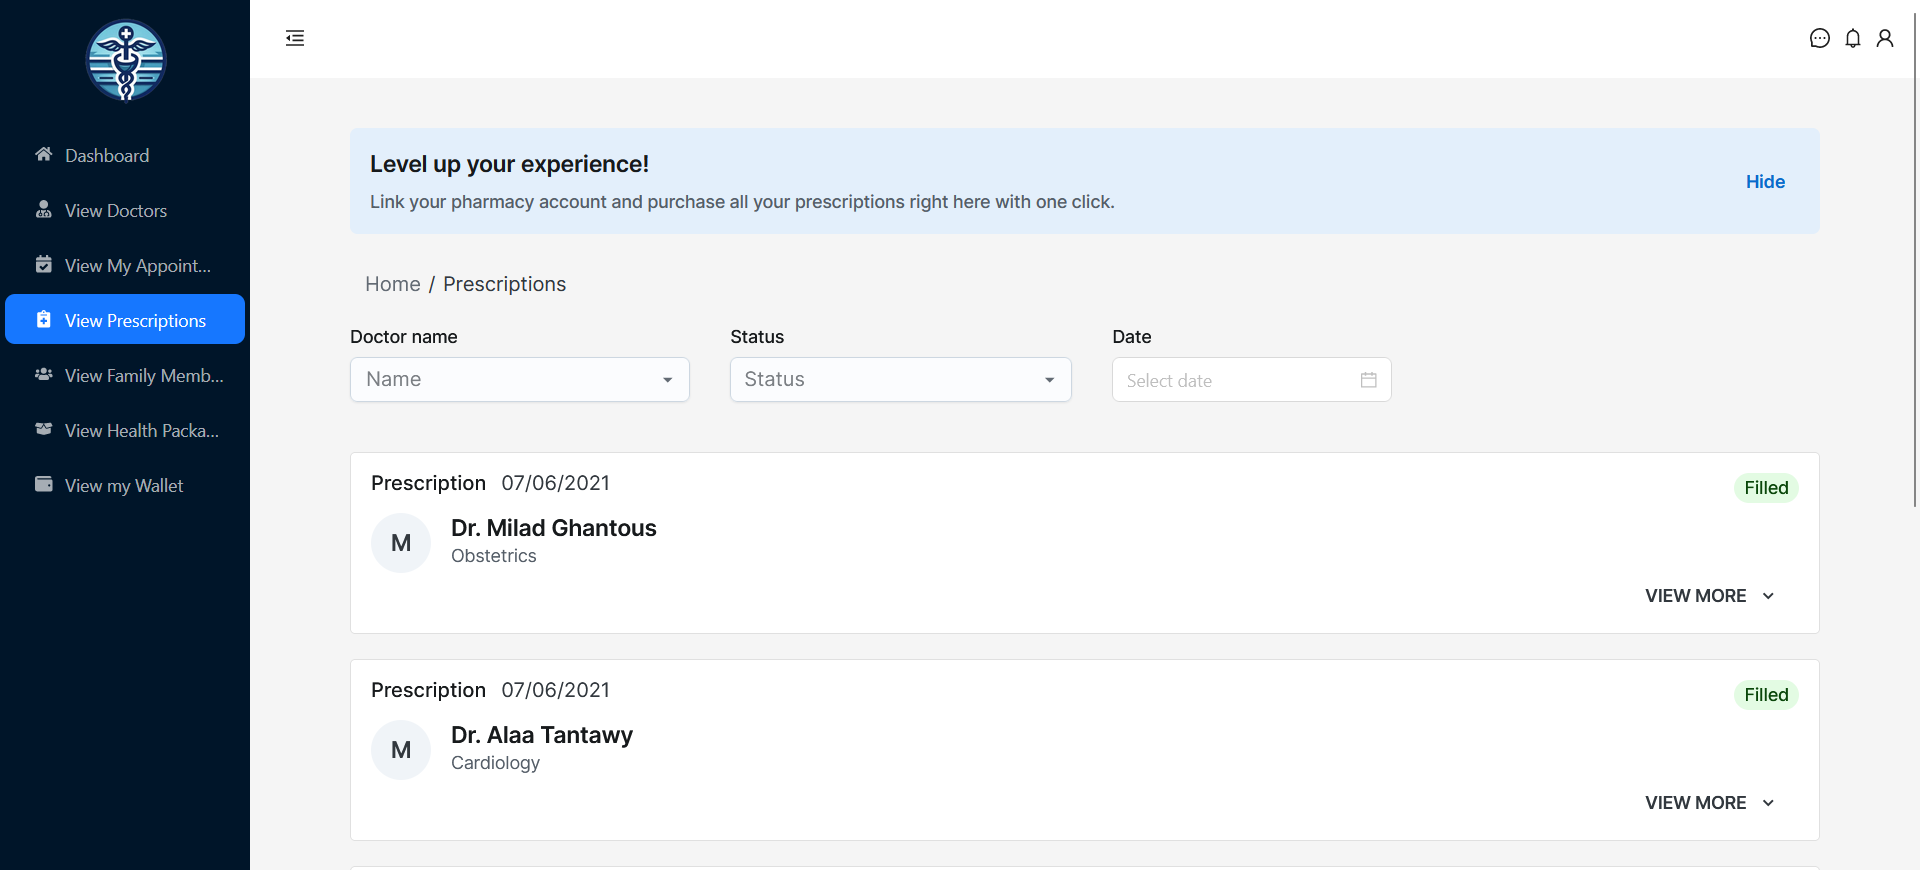 Dashboard
View Doctors
View My Appoint...
View Prescriptions
View Family Memb...
View Health Packa...
View my Wallet
Level up your experience!
Link your pharmacy account and purchase all your prescriptions right here with one click.
Hide
Home / Prescriptions
Doctor name
Status
Date
Name
Status
Select date
Prescription 07/06/2021
Filled
M
Dr. Milad Ghantous
Obstetrics
VIEW MORE
Prescription 07/06/2021
Filled
M
Dr. Alaa Tantawy
Cardiology
VIEW MORE